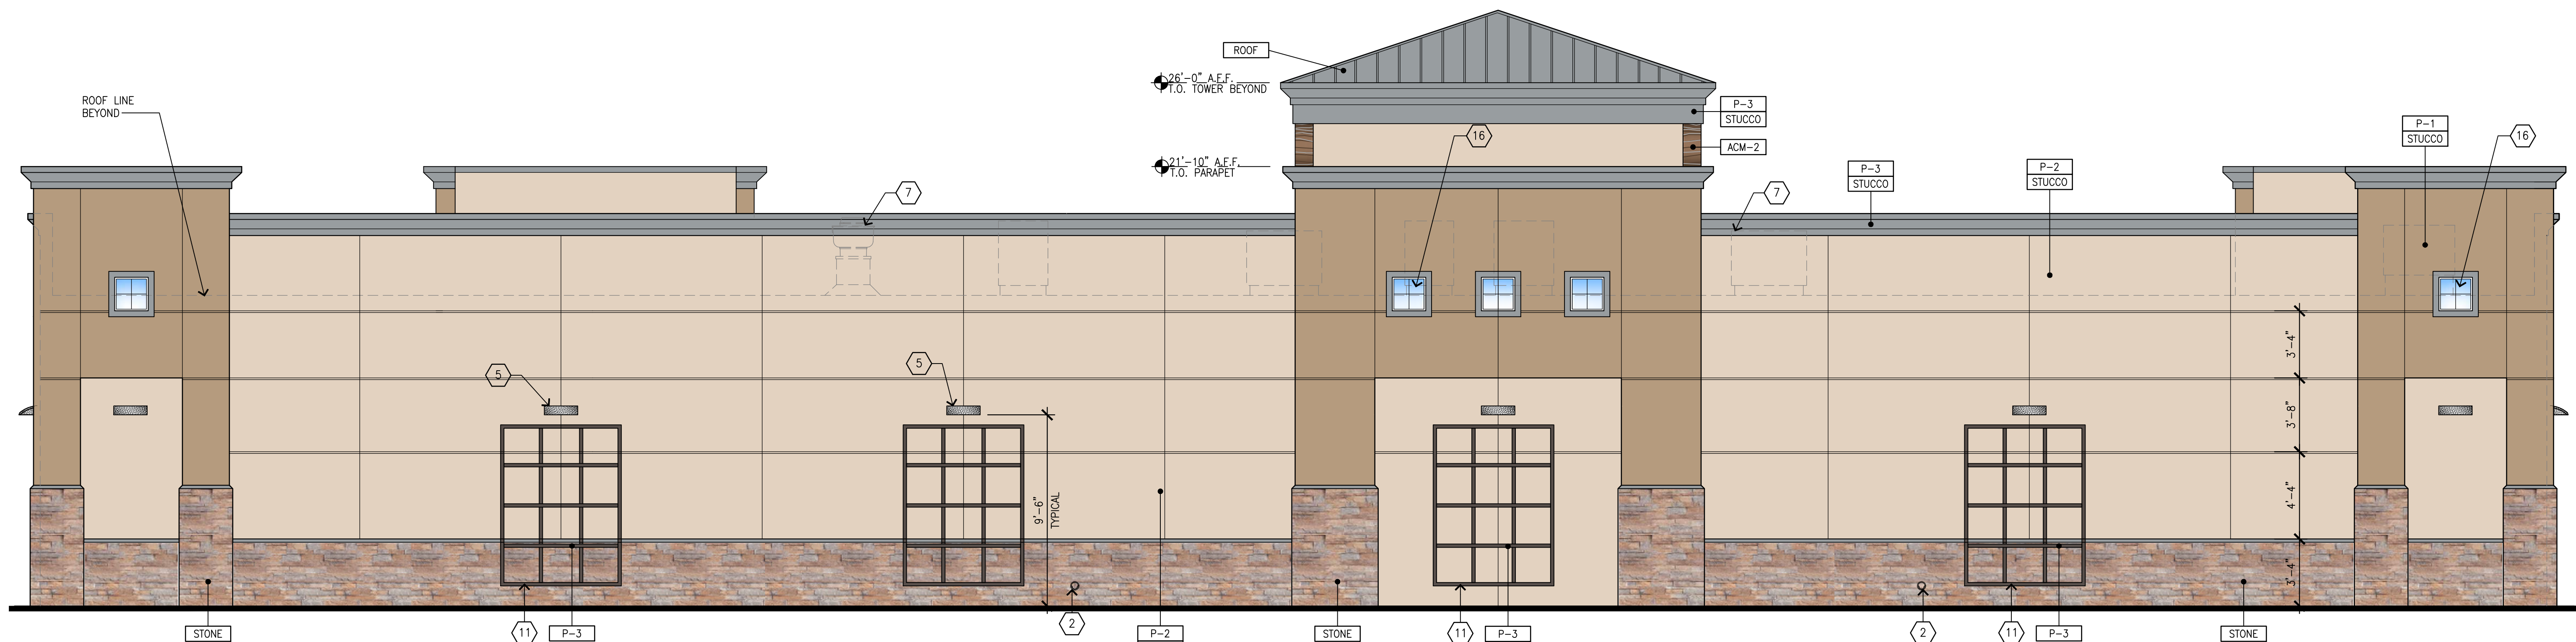 ROOF
26'-0" A.F.F.
T.O. TOWER BEYOND
ROOF LINE
BEYOND
P-3
STUCCO
P-1
STUCCO
16
16
ACM-2
21'-10" A.F.F.
T.O. PARAPET
P-3
STUCCO
P-2
STUCCO
7
7
3'-4"
5
5
3'-8"
9'-6"
TYPICAL
4'-4"
3'-4"
STONE
11
P-3
2
P-2
STONE
11
P-3
2
11
P-3
STONE